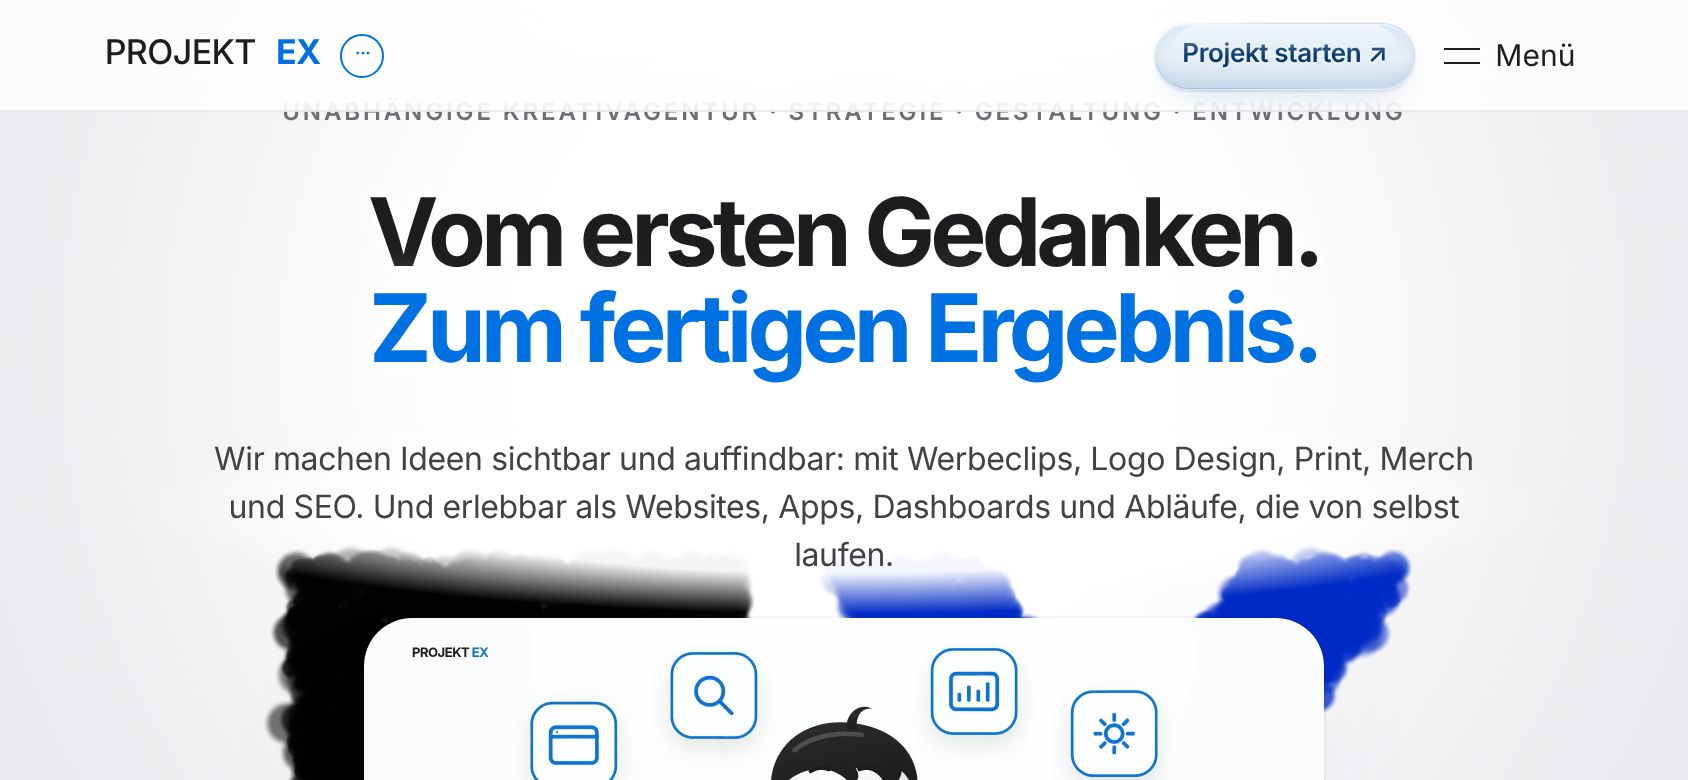 PROJEKT EX
Projekt starten ↗
Menü
UNABHÄNGIGE KREATIVAGENTUR · STRATEGIE · GESTALTUNG · ENTWICKLUNG
Vom ersten Gedanken.
Zum fertigen Ergebnis.
Wir machen Ideen sichtbar und auffindbar: mit Werbeclips, Logo Design, Print, Merch
und SEO. Und erlebbar als Websites, Apps, Dashboards und Abläufe, die von selbst
laufen.
PROJEKT EX